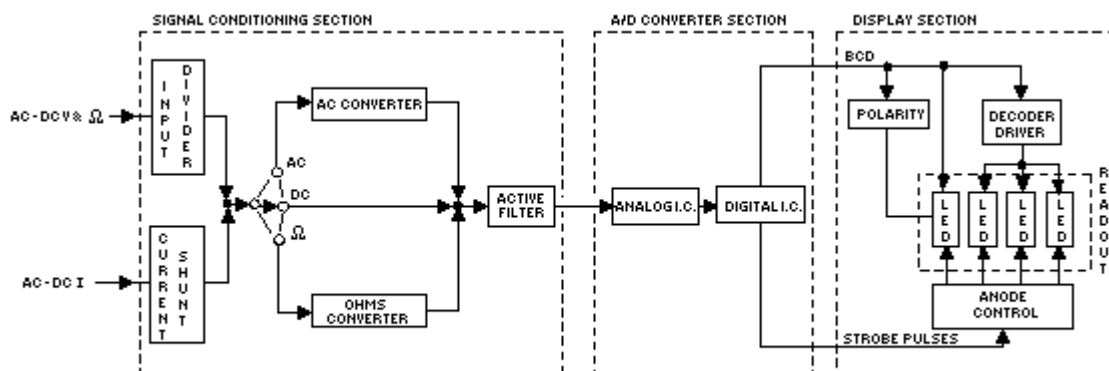 SIGNAL CONDITIONING SECTION
A/D CONVERTER SECTION
DISPLAY SECTION
AC-DCV& Ω
INPUT
DIVIDER
AC-DC I
CURRENT
SHUNT
AC
DC
Ω
AC CONVERTER
OHMS
CONVERTER
ACTIVE
FILTER
ANALOG I.C.
DIGITAL I.C.
BCD
POLARITY
DECODER
DRIVER
READOUT
LED
LED
LED
LED
ANODE
CONTROL
STROBE PULSES